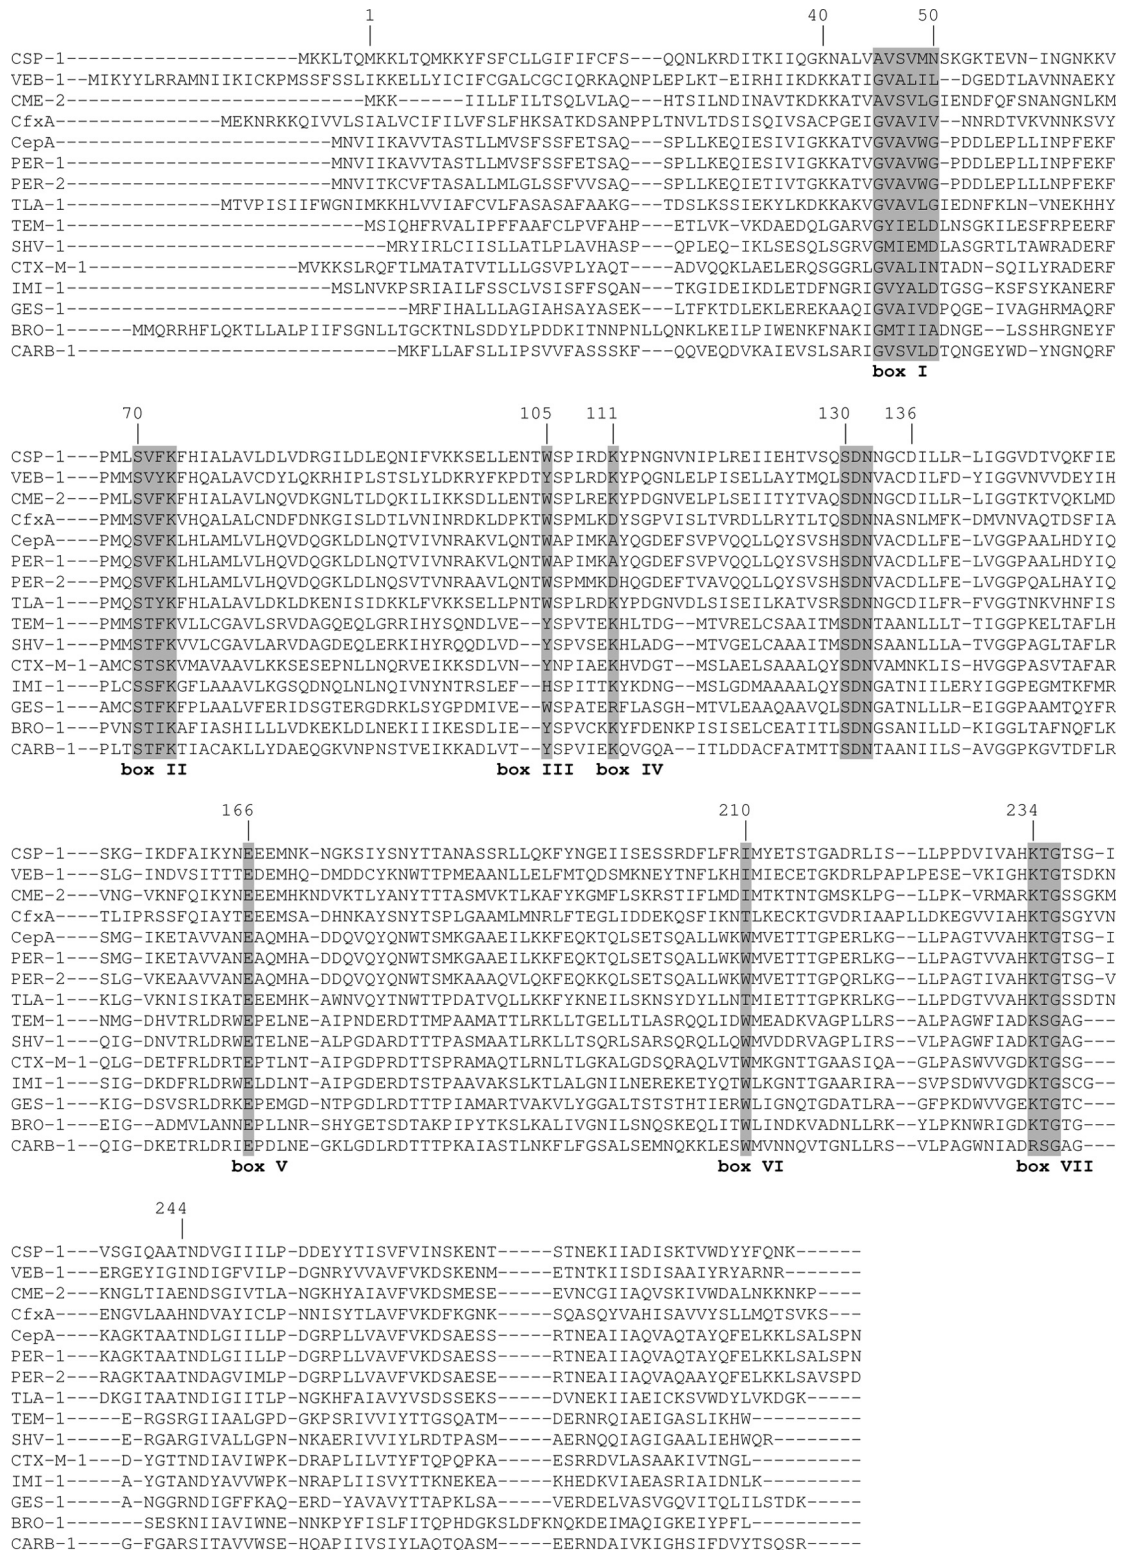 1 40 50
CSP-1---------------------MKKLTQMKKLTQMKKYFSFCLLGIFIFCFS---QQNLKRDITKIIQGKNALVAVSVMNSKGKTEVN-INGNKKV
VEB-1--MIKYYLRRAMNIIKICKPMSSFSSLIKKELLYICIFCGALCGCIQRKAQNPLEPLKT-EIRHIIKDKNATIGVALIL--DGEDTLAVNNAEKY
CME-2---------------------------MKK------IILLFILTSQLVLAQ---HTSILNDINAVTKDKKATVAVSVLGIENDFQFSNANGNLKM
CfxA---------------MEKNRKKQIVVLSIALVCIFILVFSLFHKSATKDSANPPLTNVLTDSISQIVSACPGEIGVAVIV--NNRDTVKVNNKSVY
CepA------------------------MNVIIKAVVTASTLLMVSFSSFETSAQ---SPLLKEQIESIVIGKKATVGVAVWG-PDDLEPLLINPFEKF
PER-1-----------------------MNVIIKAVVTASTLLMVSFSSFETSAQ---SPLLKEQIESIVIGKKATVGVAVWG-PDDLEPLLINPFEKF
PER-2-----------------------MNVITKCVFTASALLMLGLSSFVVSAQ---SPLLKEQIETIVTGKKATVGVAVWG-PDDLEPLLLNPFEKF
TLA-1--------------MTVPISIIFWGNIMKKHLVVIAFCVLFASASAFAAKG---TDSLKSSIEKYLKDKKAKVGVAVLGIEDNFKLN-VNEKHHY
TEM-1---------------------------MSIQHFRVALIPFFAAFCLPVFAHP---ETLVK-VKDAEDQLGARVGYIELDLNSGKILESFRPEERF
SHV-1-----------------------------MRYIRLCIISLLATLPLAVHASP---QPLEQ-IKLSESQLSGRVGMIEMDLASGRTLTAWRADERF
CTX-M-1-------------------MVKKSLRQFTLMATATVTLLLGSVPLYAQT---ADVQQKLAELERQSGGRLGVALINTADN-SQILYRADERF
IMI-1-----------------------MSLNVKPSRIAILFSSCLVSISFFSQAN---TKGIDEIKDLETDFNGRIGVYALDTGSG-KSFSYKANERF
GES-1-------------------------------MRFIHALLLAGIAHSAYASEK---LTFKTDLEKLEREKAAQIGVAIVDPQGE-IVAGHRMAQRF
BRO-1------MMQRRHFLQKTLLALPIIFSGNLLTGCKTNLSDDYLPDDKITNNPNLLQNKLKEILPIWENKFNAKIGMTIIADNGE--LSSHRGNEYF
CARB-1-----------------------------MKFLLAFSLLIPSVVFASSSKF---QQVEQDVKAIEVSLSARIGVSVLDTQNGEYWD-YNGNQRF
box I
70 105 111 130 136
CSP-1---PMLSVFKFHIALAVLDLVDRGILDLEQNIFVKKSELLENTWSPIRDKYPNGNVNIPLREIIEHTVSQSDNNGCDILLR-LIGGVDTVQKFIE
VEB-1---PMMSVYKFHQALAVCDYLQKRHIPLSTSLYLDKRYFKPDTYSPLRDKYPQGNLELPISELLAYTMQLSDNVACDILFD-YIGGVNVVDEYIH
CME-2---PMLSVFKFHIALAVLNQVDKGNLTLDQKILIKKSDLLENTWSPLREKYPDGNVELPLSEIITYTVAQSDNNGCDILLR-LIGGTKTVQKLMD
CfxA----PMMSVFKVHQALALCNDFDNKGISLDTLVNINRDKLDPKTWSPMLKDYSGPVISLTVRDLLRYTLTQSDNNASNLMFK-DMVNVAQTDSFIA
CepA----PMQSVFKLHLAMLVLHQVDQGKLDLNQTVIVNRAKVLQNTWAPIMKAYQGDEFSVPVQQLLQYSVSHSDNVACDLLFE-LVGGPAALHDYIQ
PER-1---PMQSVFKLHLAMLVLHQVDQGKLDLNQTVIVNRAKVLQNTWAPIMKAYQGDEFSVPVQQLLQYSVSHSDNVACDLLFE-LVGGPAALHDYIQ
PER-2---PMQSVFKLHLAMLVLHQVDQGKLDLNQSVTVNRAAVLQNTWSPMMKDHQGDEFTVAVQQLLQYSVSHSDNVACDLLFE-LVGGPQALHAYIQ
TLA-1---PMQSTYKFHLALAVLDKLDKENISIDKKLFVKKSELLPNTWSPLRDKYPDGNVDLSISEILKATVSRSDNNGCDILFR-FVGGTNKVHNFIS
TEM-1---PMMSTFKVLLCGAVLSRVDAGQEQLGRRIHYSQNDLVE--YSPVTEKHLTDG--MTVRELCSAAITMSDNTAANLLLT-TIGGPKELTAFLH
SHV-1---PMMSTFKVVLCGAVLARVDAGDEQLERKIHYRQQDLVD--YSPVSEKHLADG--MTVGELCAAAITMSDNSAANLLLA-TVGGPAGLTAFLR
CTX-M-1-AMCSTSKVMAVAAVLKKSESEPNLLNQRVEIKKSDLVN--YNPIAEKHVDGT--MSLAELSAAALQYSDNVAMNKLIS-HVGGPASVTAFAR
IMI-1---PLCSSFKGFLAAAVLKGSQDNQLNLNQIVNYNTRSLEF--HSPITTKYKDNG--MSLGDMAAAALQYSDNGATNIILERYIGGPEGMTKFMR
GES-1---AMCSTFKFPLAALVFERIDSGTERGDRKLSYGPDMIVE--WSPATERFLASGH-MTVLEAAQAAVQLSDNGATNLLLR-EIGGPAAMTQYFR
BRO-1---PVNSTIKAFIASHILLLVDKEKLDLNEKIIIKESDLIE--YSPVCKKYFDENKPISISELCEATITLSDNGSANILLD-KIGGLTAFNQFLK
CARB-1--PLTSTFKTIACAKLLYDAEQGKVNPNSTVEIKKADLVT--YSPVIEKQVGQA-ITLDDACFATMTTSDNTAANIILS-AVGGPKGVTDFLR
box II box III box IV
166 210 234
CSP-1---SKG-IKDFAIKYNEEEMNK-NGKSIYSNYTTANASSRLLQKFYNGEIISESSRDFLFRIMYETSTGADRLIS--LLPPDVIVAHKTGTSG-I
VEB-1---SLG-INDVSITTTEDEMHQ-DMDDCYKNWTTPMEAANLLELFMTQDSMKNEYTNFLKHIMIECETGKDRLPAPLPESE-VKIGHKTGTSDKN
CME-2---VNG-VKNFQIKYNEEEMHKNDVKTLYANYTTTASMVKTLKAFYKGMFLSKRSTIFLMDIMTKTNTGMSKLPG--LLPK-VRMARKTGSSGKM
CfxA----TLIPRSSFQIAYTEEEMSA-DHNKAYSNYTSPLGAAMLMNRLFTEGLIDDEKQSFIKNTLKECKTGVDRIAAPLLDKEGVVIAHKTGSGYVN
CepA----SMG-IKETAVVANEAQMHA-DDQVQYQNWTSMKGAAEILKKFEQKTQLSETSQALLWKWMVETTTGPERLKG--LLPAGTVVAHKTGTSG-I
PER-1---SMG-IKETAVVANEAQMHA-DDQVQYQNWTSMKGAAEILKKFEQKTQLSETSQALLWKWMVETTTGPERLKG--LLPAGTVVAHKTGTSG-I
PER-2---SLG-VKEAAVVANEAQMHA-DDQVQYQNWTSMKAAAQVLQKFEQKKQLSETSQALLWKWMVETTTGPQRLKG--LLPAGTIVAHKTGTSG-V
TLA-1---KLG-VKNISIKATEEEMHK-AWNVQYTNWTTPDATVQLLKKFYKNEILSKNSYDYLLNTMIETTTGPKRLKG--LLPDGTVVAHKTGSSDTN
TEM-1---NMG-DHVTRLDRWEPELNE-AIPNDERDTTMPAAMATTLRKLLTGELLTLASRQQLIDWMEADKVAGPLLRS--ALPAGWFIADKSGAG---
SHV-1---QIG-DNVTRLDRWETELNE-ALPGDARDTTTPASMAATLRKLLTSQRLSARSQRQLLQWMVDDRVAGPLIRS--VLPAGWFIADKTGAG---
CTX-M-1-QLG-DETFRLDRTEPTLNT-AIPGDPRDTTSPRAMAQTLRNLTLGKALGDSQRAQLVTWMKGNTTGAASIQA--GLPASWVVGDKTGSG---
IMI-1---SIG-DKDFRLDRWELDLNT-AIPGDERDTSTPAAVAKSLKTLALGNILNEREKETYQTWLKGNTTGAARIRA--SVPSDWVVGDKTGSCG--
GES-1---KIG-DSVSRLDRKEPEMGD-NTPGDLRDTTTPIAMARTVAKVLYGGALTSTSTHTIERWLIGNQTGDATLRA--GFPKDWVVGEKTGTC---
BRO-1---EIG--ADMVLANNEPLLNR-SHYGETSDTAKPIPYTKSLKALIVGNILSNQSKEQLITWLINDKVADNLLRK--YLPKNWRIGDKTGTG---
CARB-1--QIG-DKETRLDRIEPDLNE-GKLGDLRDTTTPKAIASTLNKFLFGSALSEMNQKKLESWMVNNQVTGNLLRS--VLPAGWNIADRSGAG---
box V box VI box VII
244
CSP-1---VSGIQAATNDVGIIILP-DDEYYTISVFVINSKENT-----STNEKIIADISKTVWDYYFQNK------
VEB-1---ERGEYIGINDIGFVILP-DGNRYVVAVFVKDSKENM-----ETNTKIISDISAAIYRYARNR-------
CME-2---KNGLTIAENDSGIVTLA-NGKHYAIAVFVKDSMESE-----EVNCGIIAQVSKIVWDALNKKNKP----
CfxA----ENGVLAAHNDVAYICLP-NNISYTLAVFVKDFKGNK-----SQASQYVAHISAVVYSLLMQTSVKS---
CepA----KAGKTAATNDLGIILLP-DGRPLLVAVFVKDSAESS-----RTNEAIIAQVAQTAYQFELKKLSALSPN
PER-1---KAGKTAATNDLGIILLP-DGRPLLVAVFVKDSAESS-----RTNEAIIAQVAQTAYQFELKKLSALSPN
PER-2---RAGKTAATNDAGVIMLP-DGRPLLVAVFVKDSAESE-----RTNEAIIAQVAQAAYQFELKKLSAVSPD
TLA-1---DKGITAATNDIGIITLP-NGKHFAIAVYVSDSSEKS-----DVNEKIIAEICKSVWDYLVKDGK-----
TEM-1-----E-RGSRGIIAALGPD-GKPSRIVVIYTTGSQATM-----DERNRQIAEIGASLIKHW----------
SHV-1-----E-RGARGIVALLGPN-NKAERIVVIYLRDTPASM-----AERNQQIAGIGAALIEHWQR--------
CTX-M-1---D-YGTTNDIAVIWPK-DRAPLILVTYFTQPQPKA-----ESRRDVLASAAKIVTNGL----------
IMI-1-----A-YGTANDYAVVWPK-NRAPLIISVYTTKNEKEA-----KHEDKVIAEASRIAIDNLK---------
GES-1-----A-NGGRNDIGFFKAQ-ERD-YAVAVYTTAPKLSA-----VERDELVASVGQVITQLILSTDK-----
BRO-1-------SESKNIIAVIWNE-NNKPYFISLFITQPHDGKSLDFKNQKDEIMAQIGKEIYPFL----------
CARB-1----G-FGARSITAVVWSE-HQAPIIVSIYLAQTQASM-----EERNDAIVKIGHSIFDVYTSQSR-----